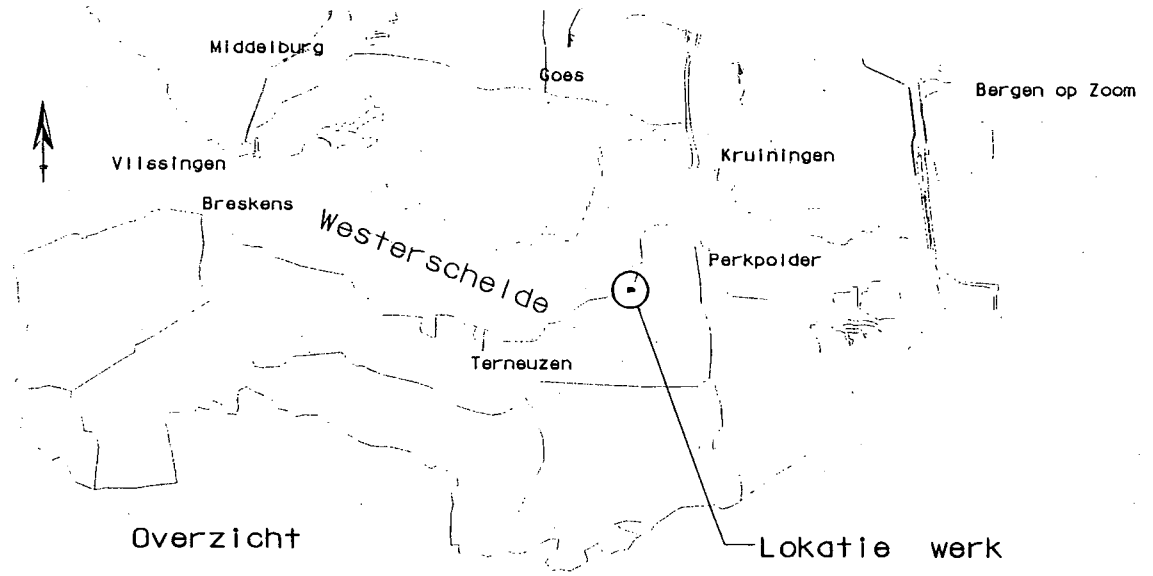 Middelburg
Goes
Bergen op Zoom
Vlissingen
Kruiningen
Breskens
Westerschelde
Perkpolder
Terneuzen
Overzicht
Lokatie werk